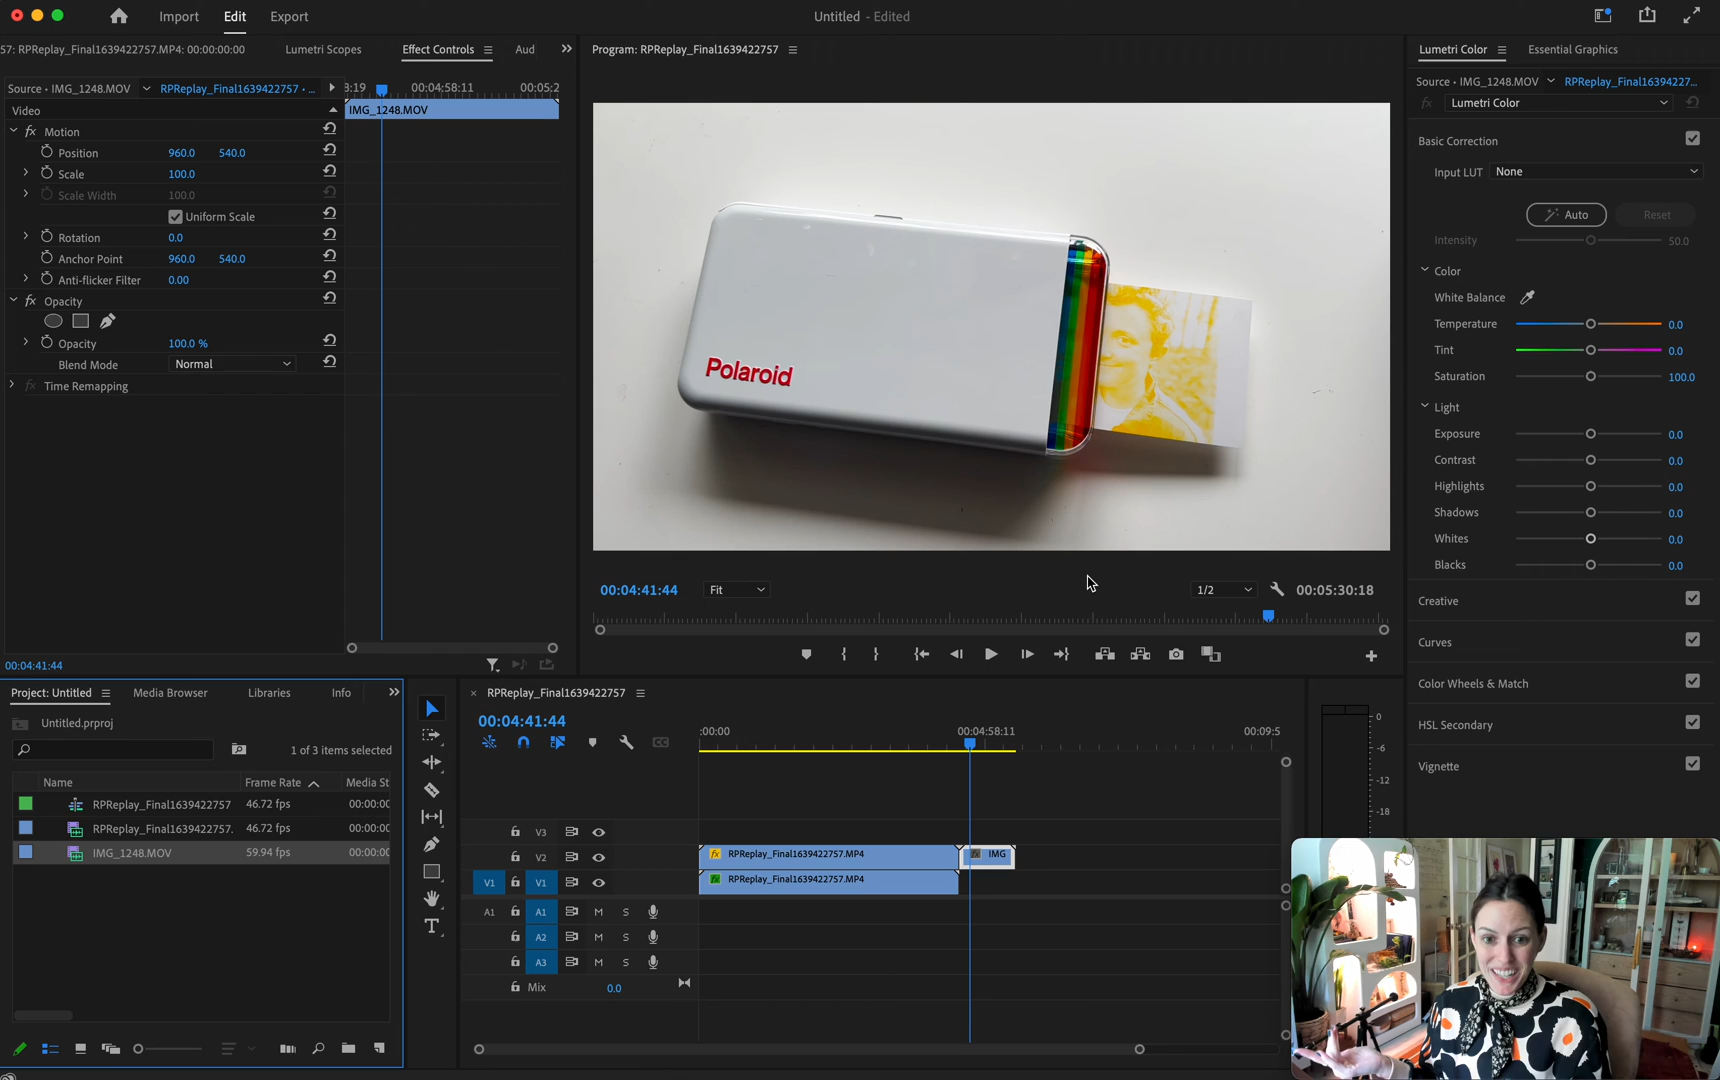 Import Edit Export Untitled - Edited
57: RPReplay_Final1639422757.MP4: 00:00:00:00 Lumetri Scopes Effect Controls Aud
Source • IMG_1248.MOV RPReplay_Final1639422757 • ... 3:19 00:04:58:11 00:05:2
Video IMG_1248.MOV
fx Motion
Position 960.0 540.0
Scale 100.0
Scale Width 100.0
Uniform Scale
Rotation 0.0
Anchor Point 960.0 540.0
Anti-flicker Filter 0.00
fx Opacity
Opacity 100.0 %
Blend Mode Normal
fx Time Remapping
00:04:41:44
Program: RPReplay_Final1639422757
Polaroid
00:04:41:44 Fit 1/2 00:05:30:18
Lumetri Color Essential Graphics
Source • IMG_1248.MOV RPReplay_Final16394227...
fx Lumetri Color
Basic Correction
Input LUT None
Auto Reset
Intensity 50.0
Color
White Balance
Temperature 0.0
Tint 0.0
Saturation 100.0
Light
Exposure 0.0
Contrast 0.0
Highlights 0.0
Shadows 0.0
Whites 0.0
Blacks 0.0
Creative
Curves
Color Wheels & Match
HSL Secondary
Vignette
Project: Untitled Media Browser Libraries Info
Untitled.prproj
1 of 3 items selected
Name Frame Rate Media St
RPReplay_Final1639422757 46.72 fps 00:00:00
RPReplay_Final1639422757. 46.72 fps 00:00:00
IMG_1248.MOV 59.94 fps 00:00:00
RPReplay_Final1639422757
00:04:41:44
:00:00 00:04:58:11 00:09:5
V3
V2 fx RPReplay_Final1639422757.MP4 fx IMG
V1 V1 fx RPReplay_Final1639422757.MP4
A1 A1 M S
A2 M S
A3 M S
Mix 0.0
0
-6
-12
-18